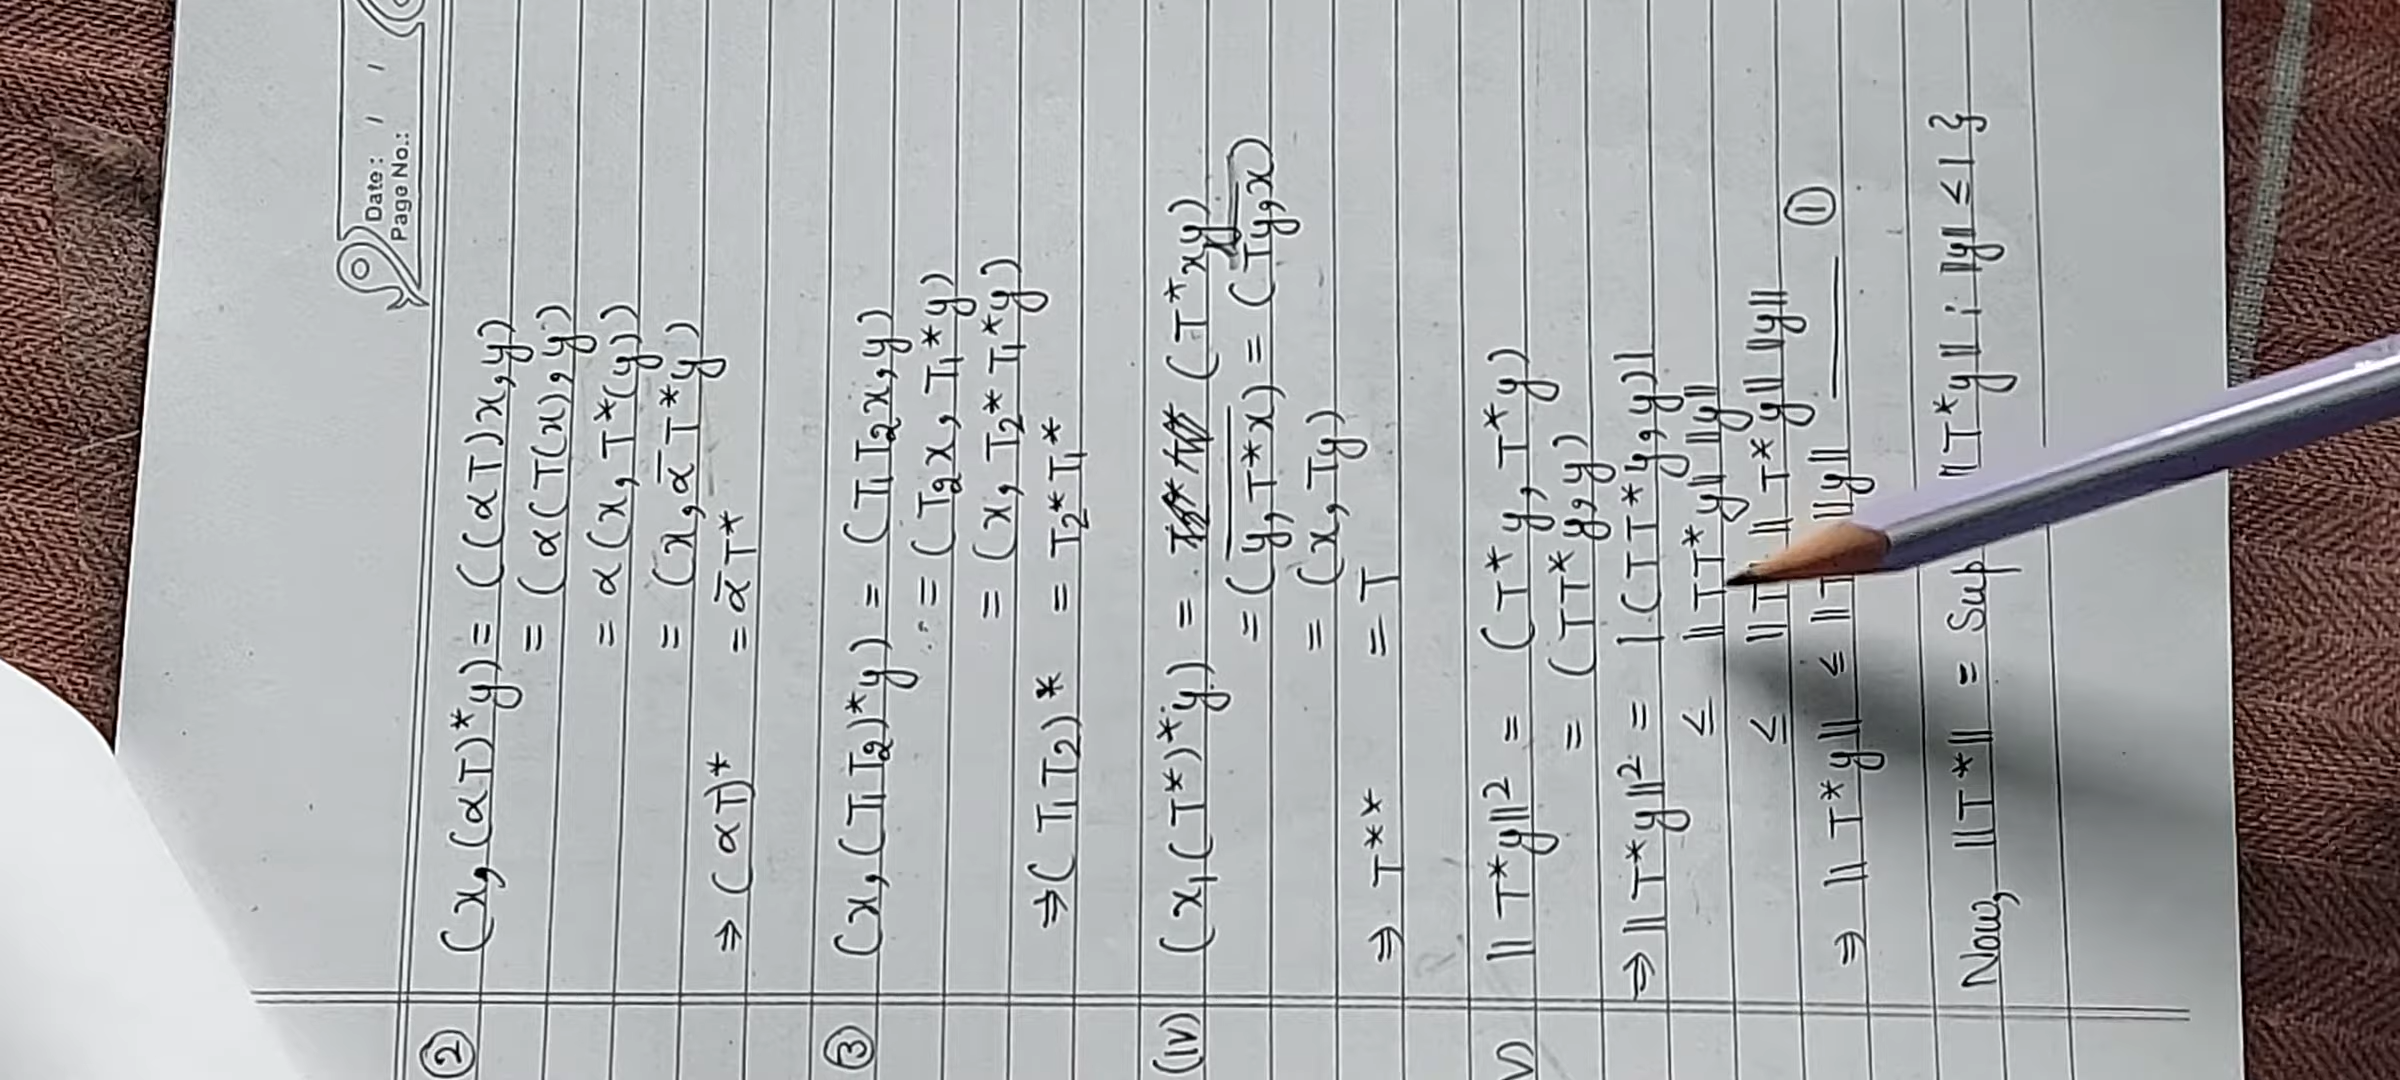 Date: / /
Page No.:
② (x, (αT)*y) = ((αT)x, y)
= (α(T(x), y)
= α(x, T*(y))
= (x, ᾱT*y)
⇒ (αT)* = ᾱT*
③ (x, (T₁T₂)*y) = (T₁T₂x, y)
= (T₂x, T₁*y)
= (x, T₂*T₁*y)
⇒ (T₁T₂)* = T₂*T₁*
(iv) (x, (T*)*y) = (T*x, y)
= (y, T*x) = (Ty, x)
= (x, Ty)
⇒ T** = T
v) ||T*y||² = (T*y, T*y)
= (TT*y, y)
⇒ ||T*y||² = |(TT*y, y)|
≤ ||TT*y|| ||y||
≤ ||T|| ||T*y|| ||y||
⇒ ||T*y|| ≤ ||T ||y|| — ①
Now, ||T*|| = Sup ||T*y|| ; ||y|| ≤ 1}